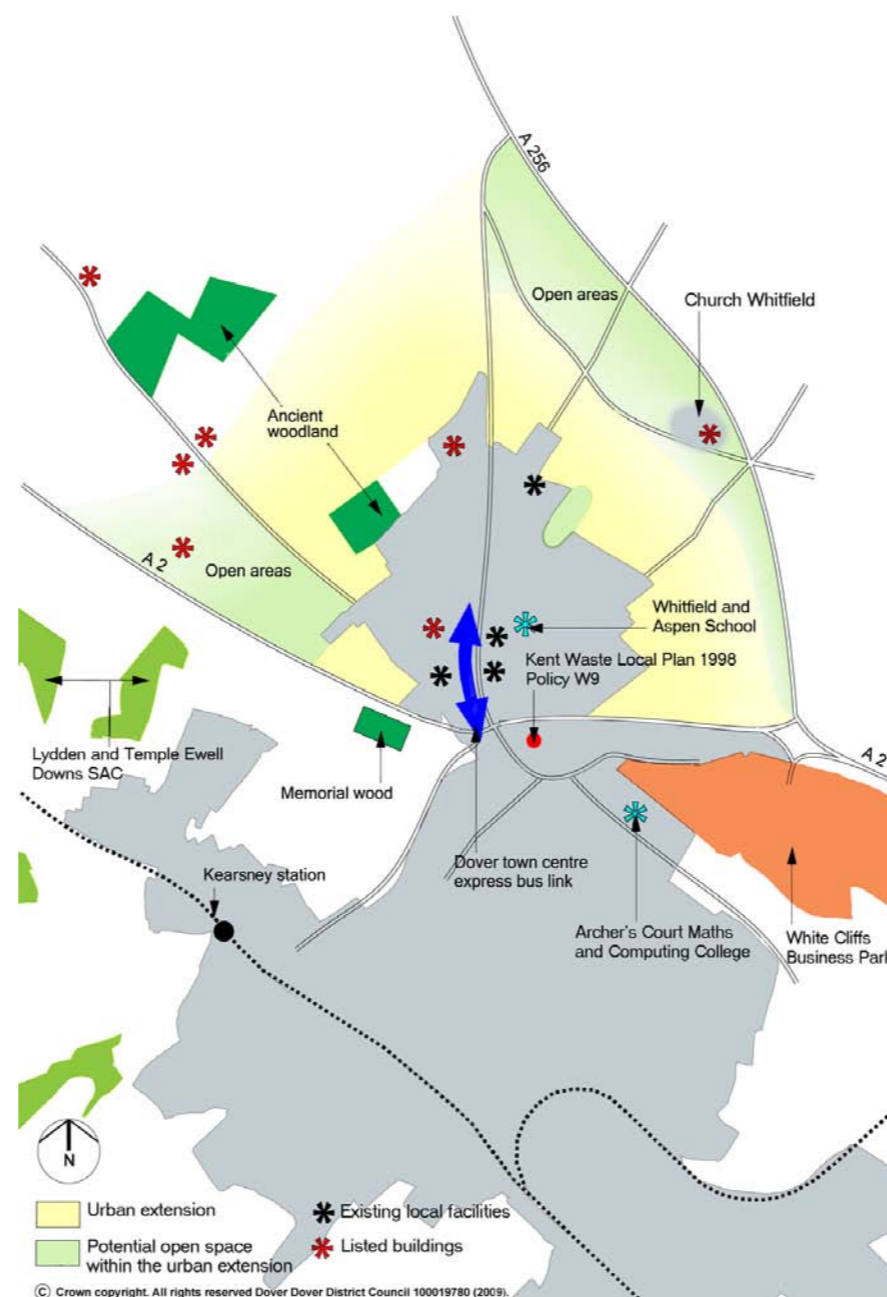 A 256
Open areas
Church Whitfield
Ancient
woodland
A 2
Open areas
Whitfield and
Aspen School
Kent Waste Local Plan 1998
Policy W9
Lydden and Temple Ewell
Downs SAC
Memorial wood
A 2
Dover town centre
express bus link
Kearsney station
Archer's Court Maths
and Computing College
White Cliffs
Business Park
N
Urban extension
Existing local facilities
Potential open space
within the urban extension
Listed buildings
© Crown copyright. All rights reserved Dover Dover District Council 100019780 (2009).